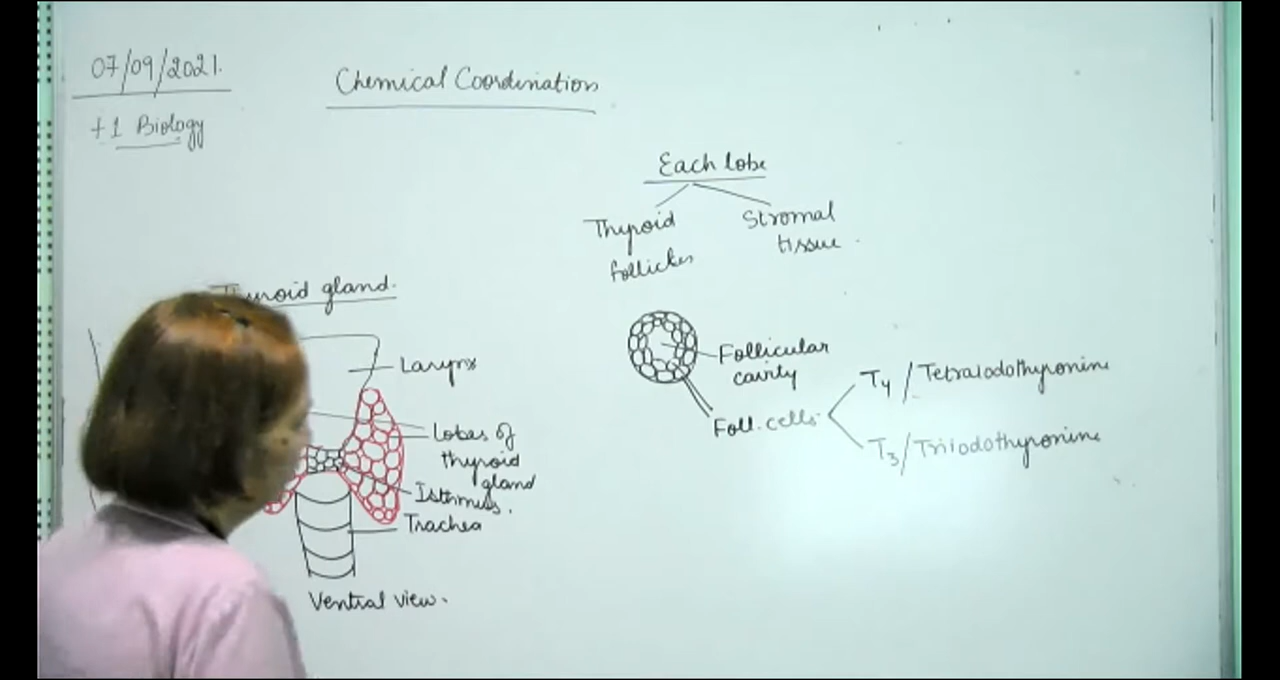 07/09/2021.
+1 Biology
Chemical Coordination
Each lobe
Thyroid
follicles
Stromal
tissue.
Thyroid gland.
Larynx
Lobes of
thyroid
gland
Isthmus.
Trachea
Ventral view.
Follicular
cavity
Foll. cells.
T4 / Tetraiodothyronine
T3 / Triiodothyronine